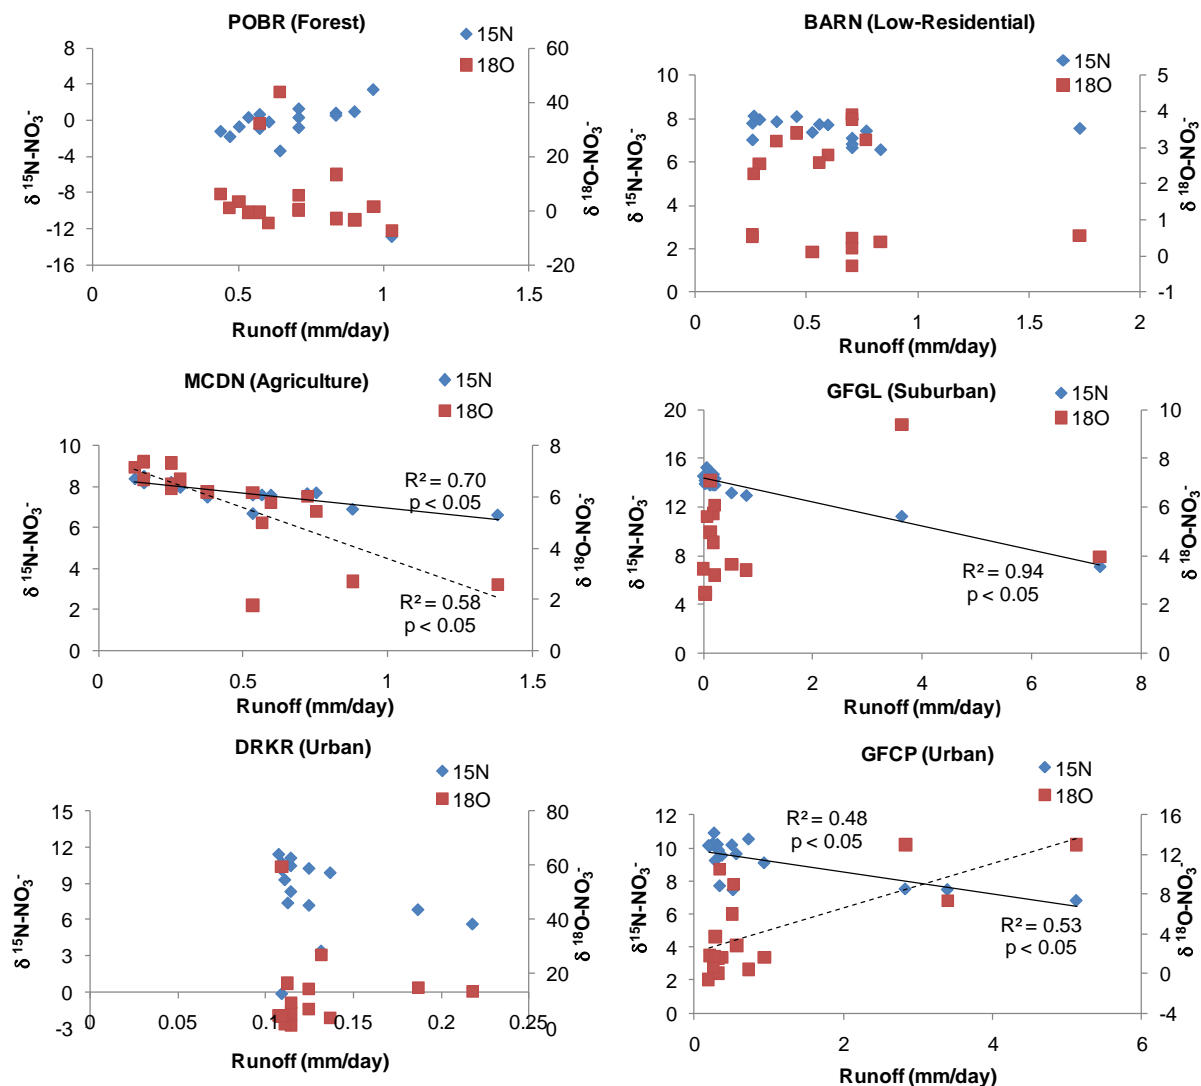 POBR (Forest)
15N
18O
8
4
0
-4
-8
-12
-16
60
40
20
0
-20
0
0.5
1
1.5
δ ¹⁵N-NO₃⁻
δ ¹⁸O-NO₃⁻
Runoff (mm/day)
BARN (Low-Residential)
15N
18O
10
8
6
4
2
0
5
4
3
2
1
0
-1
0
0.5
1
1.5
2
δ ¹⁵N-NO₃⁻
δ ¹⁸O-NO₃⁻
Runoff (mm/day)
MCDN (Agriculture)
15N
18O
10
8
6
4
2
0
8
6
4
2
0
R² = 0.70
p < 0.05
R² = 0.58
p < 0.05
0
0.5
1
1.5
δ ¹⁵N-NO₃⁻
δ ¹⁸O-NO₃⁻
Runoff (mm/day)
GFGL (Suburban)
15N
18O
20
16
12
8
4
0
10
8
6
4
2
0
R² = 0.94
p < 0.05
0
2
4
6
8
δ ¹⁵N-NO₃⁻
δ ¹⁸O-NO₃⁻
Runoff (mm/day)
DRKR (Urban)
15N
18O
15
12
9
6
3
0
-3
80
60
40
20
0
0
0.05
0.1
0.15
0.2
0.25
δ ¹⁵N-NO₃⁻
δ ¹⁸O-NO₃⁻
Runoff (mm/day)
GFCP (Urban)
15N
18O
12
10
8
6
4
2
0
16
12
8
4
0
-4
R² = 0.48
p < 0.05
R² = 0.53
p < 0.05
0
2
4
6
δ¹⁵N-NO₃⁻
δ ¹⁸O-NO₃⁻
Runoff (mm/day)